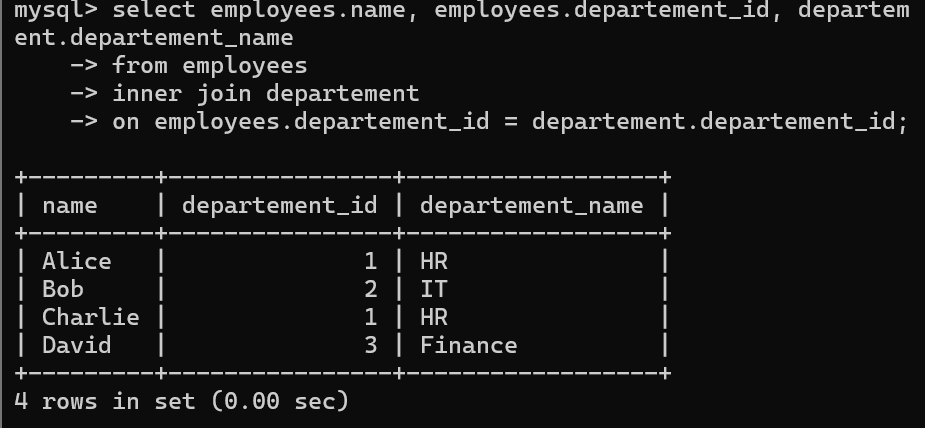 mysql> select employees.name, employees.departement_id, departem
ent.departement_name
    -> from employees
    -> inner join departement
    -> on employees.departement_id = departement.departement_id;
+---------+----------------+------------------+
| name    | departement_id | departement_name |
+---------+----------------+------------------+
| Alice   |              1 | HR               |
| Bob     |              2 | IT               |
| Charlie |              1 | HR               |
| David   |              3 | Finance          |
+---------+----------------+------------------+
4 rows in set (0.00 sec)